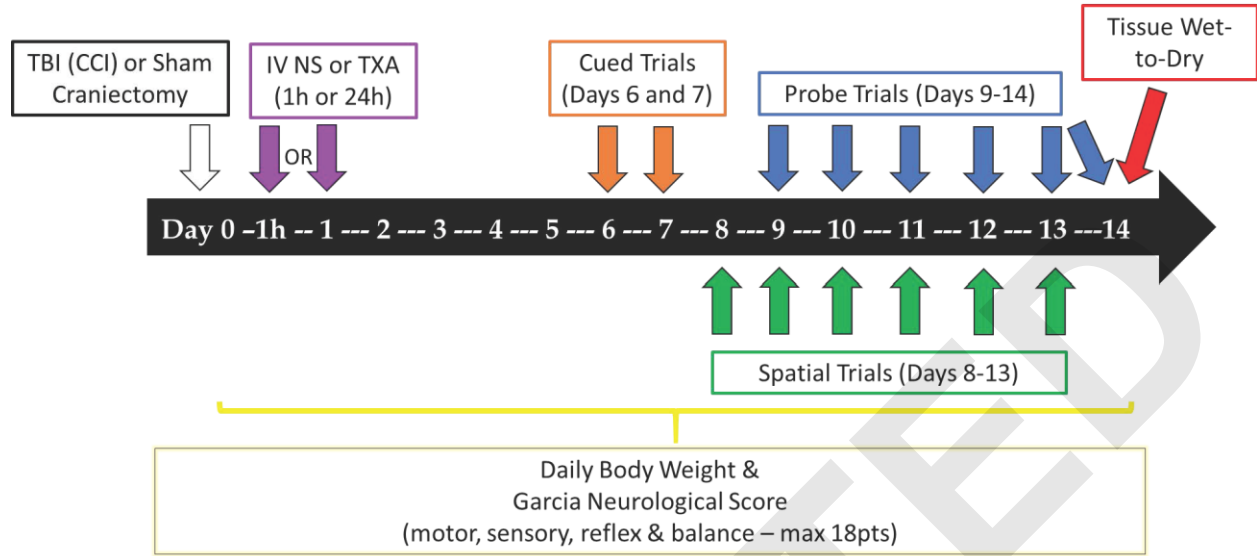 TBI (CCI) or Sham
Craniectomy
IV NS or TXA
(1h or 24h)
OR
Cued Trials
(Days 6 and 7)
Probe Trials (Days 9-14)
Tissue Wet-
to-Dry
Day 0 –1h -- 1 --- 2 --- 3 --- 4 --- 5 --- 6 --- 7 --- 8 --- 9 --- 10 --- 11 --- 12 --- 13 ---14
Spatial Trials (Days 8-13)
Daily Body Weight &
Garcia Neurological Score
(motor, sensory, reflex & balance – max 18pts)
TED